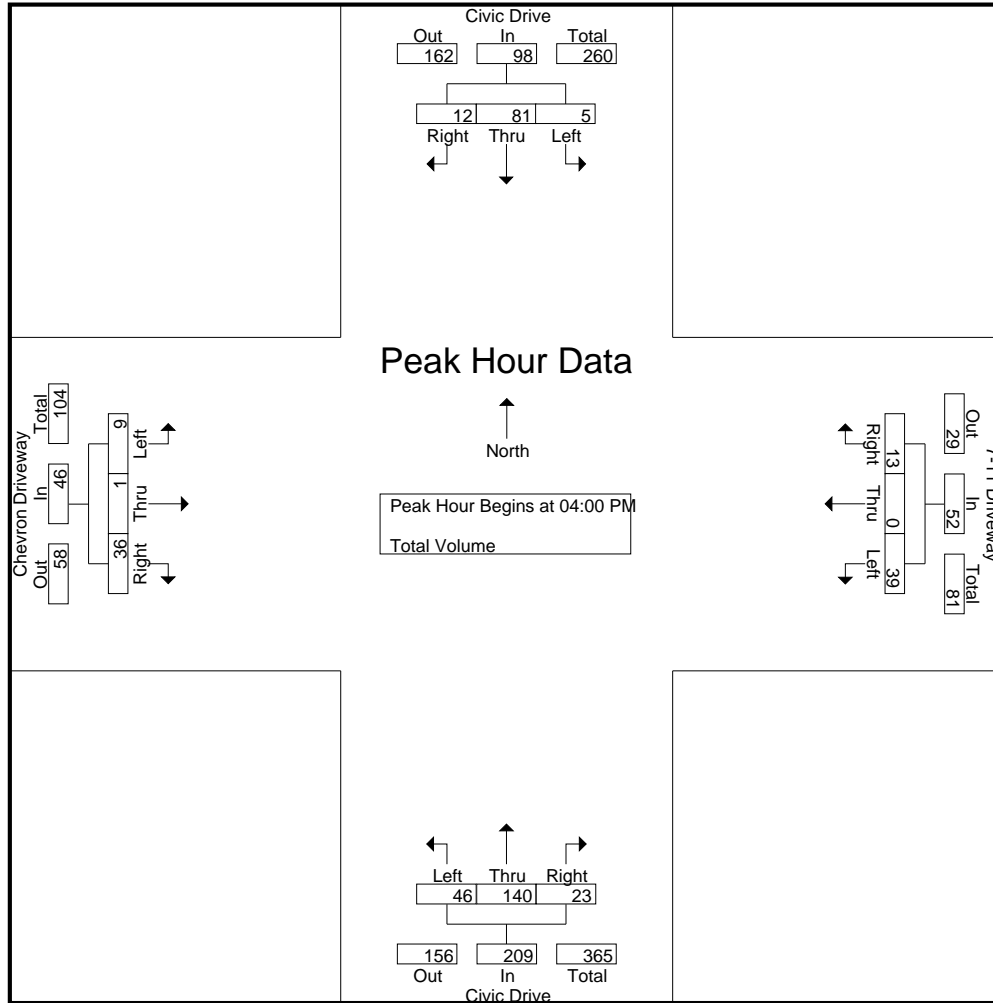 Civic Drive
Out In Total
162 98 260
12 81 5
Right Thru Left
Peak Hour Data
North
Peak Hour Begins at 04:00 PM
Total Volume
Chevron Driveway
Out In Total
58 46 104
36 1 9
Right Thru Left
Out In Total
29 52 81
13 0 39
Right Thru Left
Driveway
Left Thru Right
46 140 23
156 209 365
Out In Total
Civic Drive